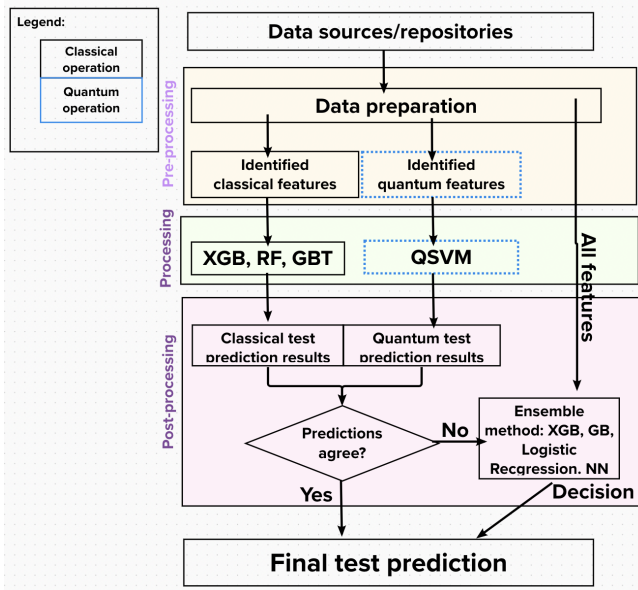 Legend:
Classical
operation
Quantum
operation
Data sources/repositories
Pre-processing
Data preparation
Identified
classical features
Identified
quantum features
Processing
XGB, RF, GBT
QSVM
All features
Post-processing
Classical test
prediction results
Quantum test
prediction results
Predictions
agree?
No
Ensemble
method: XGB, GB,
Logistic
Recgression. NN
Yes
Decision
Final test prediction